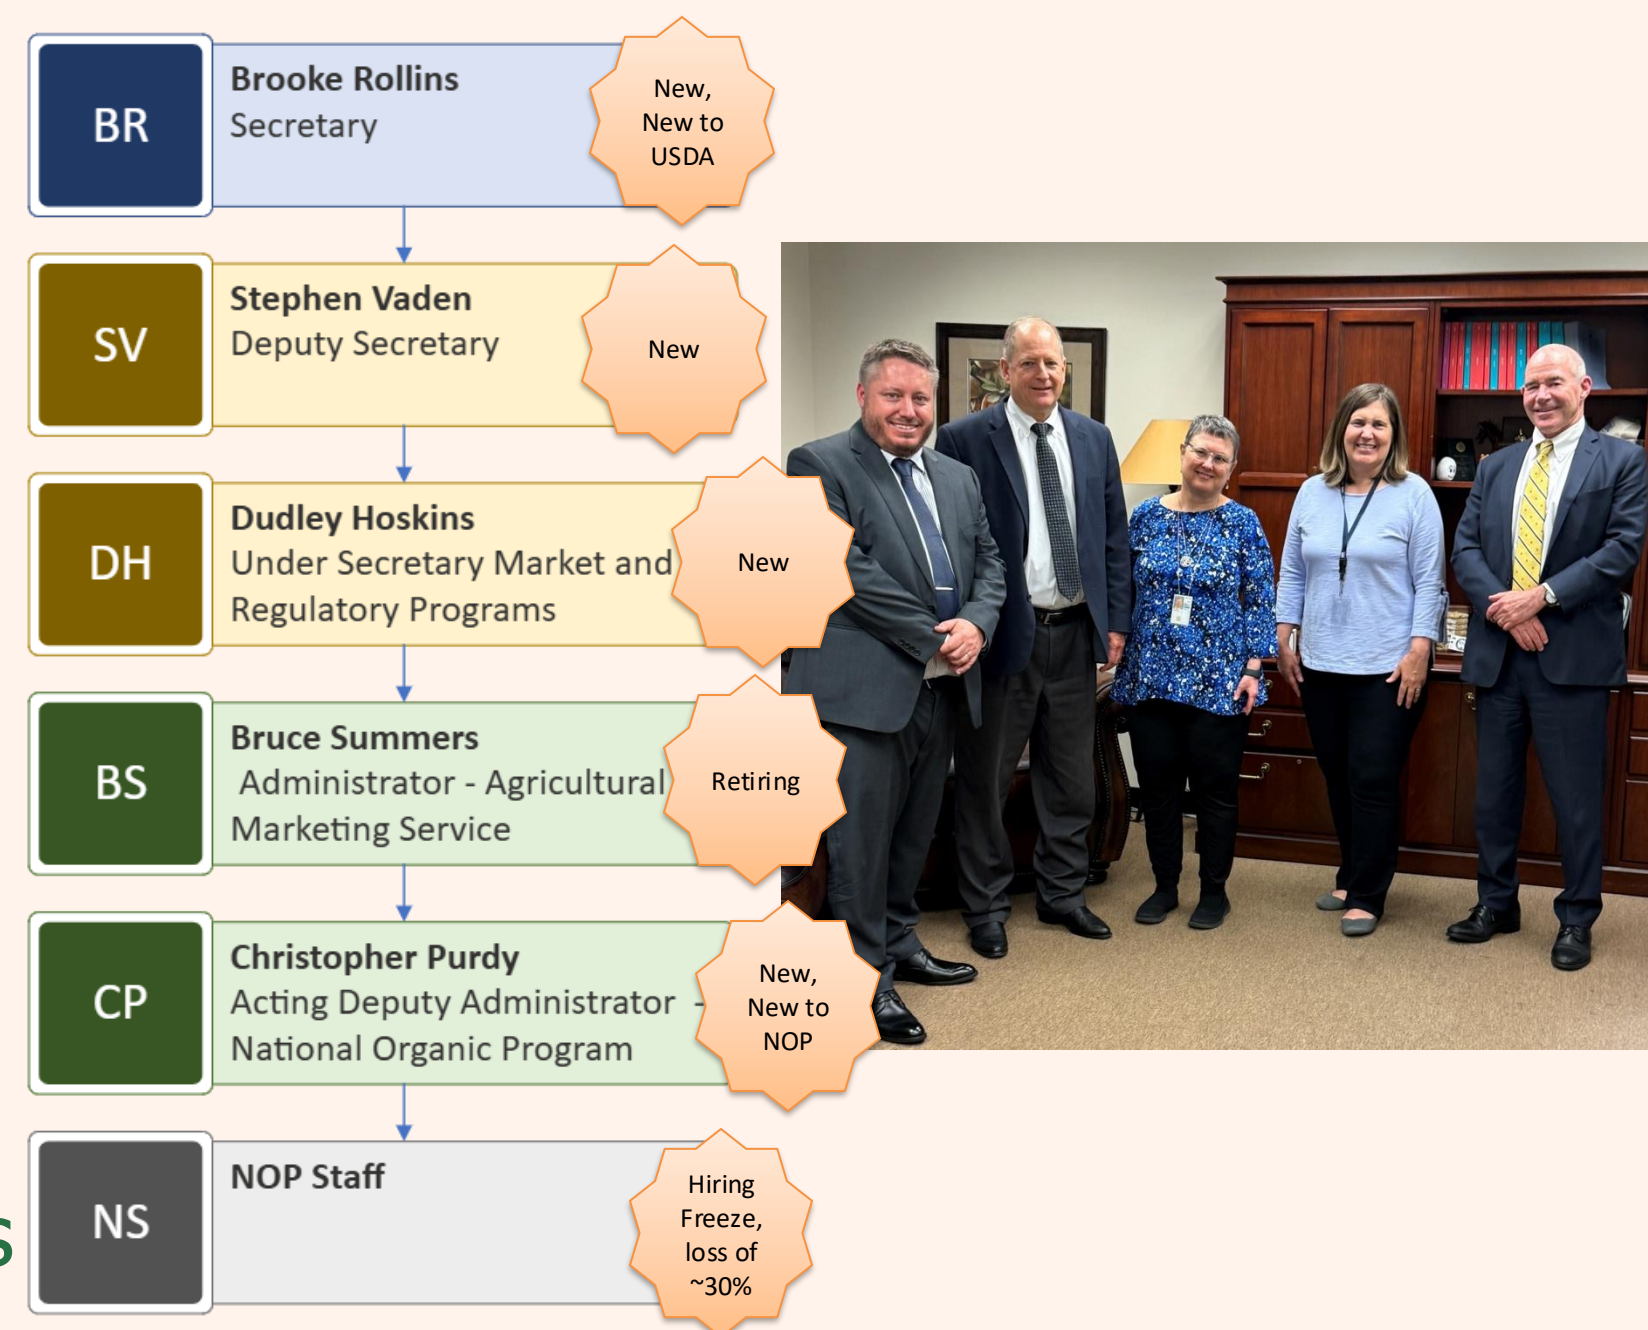 BR
Brooke Rollins
Secretary
New,
New to
USDA
SV
Stephen Vaden
Deputy Secretary
New
DH
Dudley Hoskins
Under Secretary Market and
Regulatory Programs
New
BS
Bruce Summers
Administrator - Agricultural
Marketing Service
Retiring
CP
Christopher Purdy
Acting Deputy Administrator -
National Organic Program
New,
New to
NOP
NS
NOP Staff
Hiring
Freeze,
loss of
~30%
s